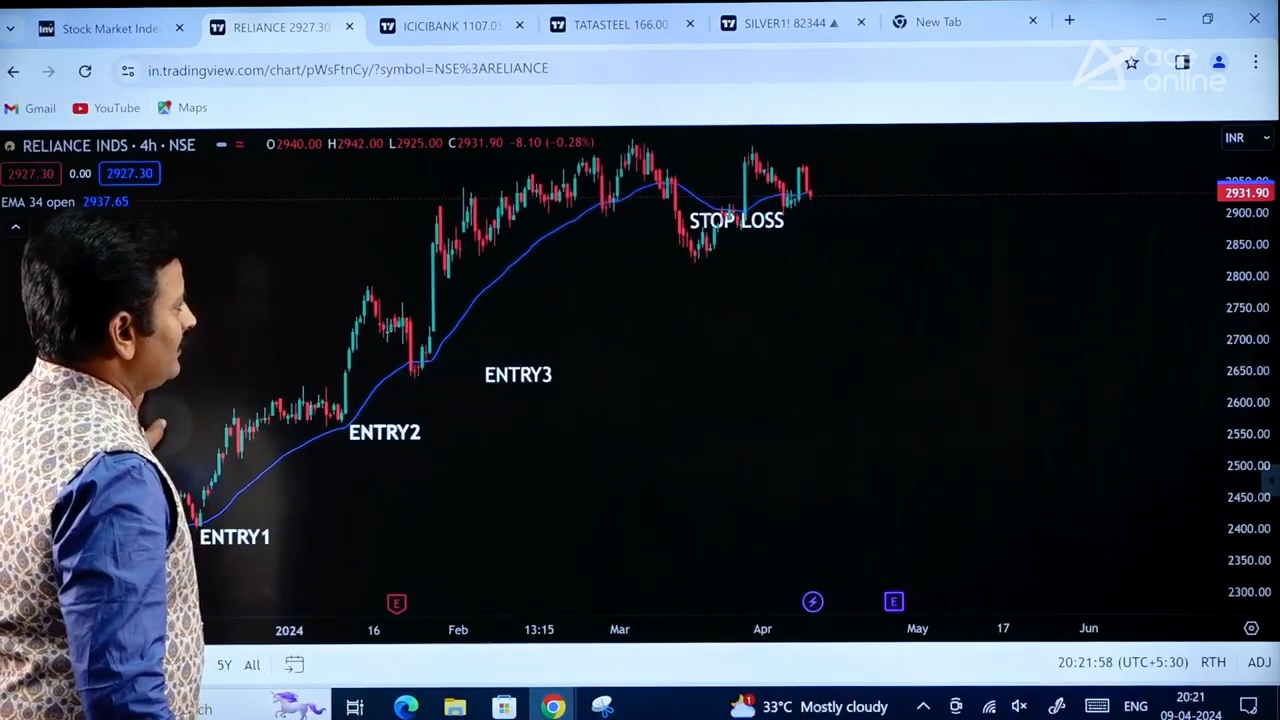 inv Stock Market Inde
RELIANCE 2927.30
ICICIBANK 1107.05
TATASTEEL 166.00
SILVER1! 82344 ▲
New Tab
in.tradingview.com/chart/pWsFtnCy/?symbol=NSE%3ARELIANCE
ace
online
Gmail
YouTube
Maps
RELIANCE INDS · 4h · NSE
O2940.00 H2942.00 L2925.00 C2931.90 -8.10 (-0.28%)
INR
2927.30 0.00 2927.30
EMA 34 open 2937.65
2931.90
2900.00
2850.00
2800.00
2750.00
2700.00
2650.00
2600.00
2550.00
2500.00
2450.00
2400.00
2350.00
2300.00
STOP LOSS
ENTRY3
ENTRY2
ENTRY1
E
E
2024 16 Feb 13:15 Mar Apr May 17 Jun
5Y All
20:21:58 (UTC+5:30) RTH ADJ
1
33°C Mostly cloudy
ENG
20:21
09-04-2024